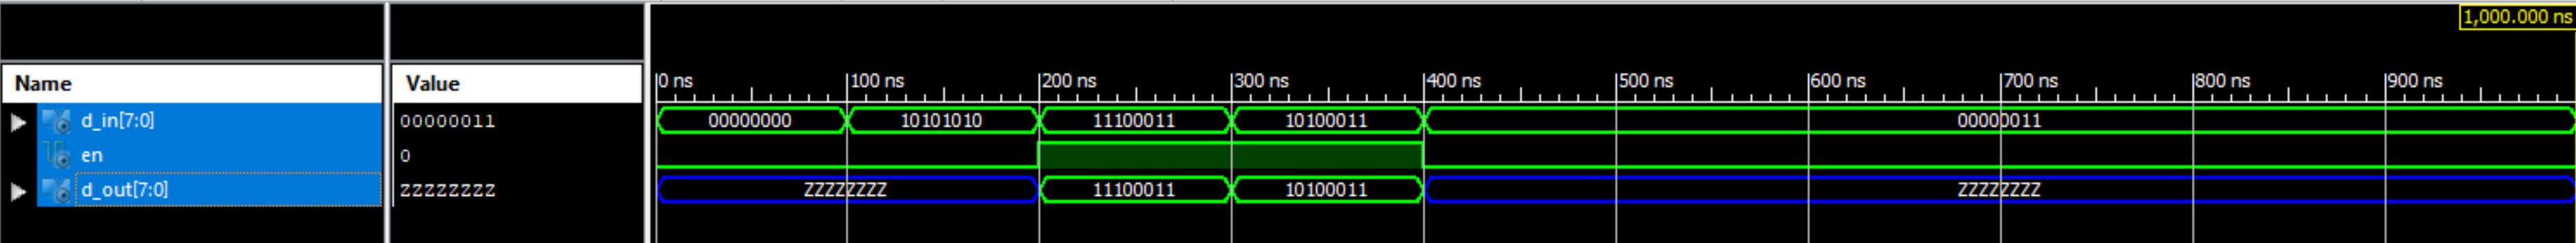 1,000.000 ns
Name Value 0 ns 100 ns 200 ns 300 ns 400 ns 500 ns 600 ns 700 ns 800 ns 900 ns
d_in[7:0] 00000011 00000000 10101010 11100011 10100011 00000011
en 0
d_out[7:0] ZZZZZZZZ ZZZZZZZZ 11100011 10100011 ZZZZZZZZ